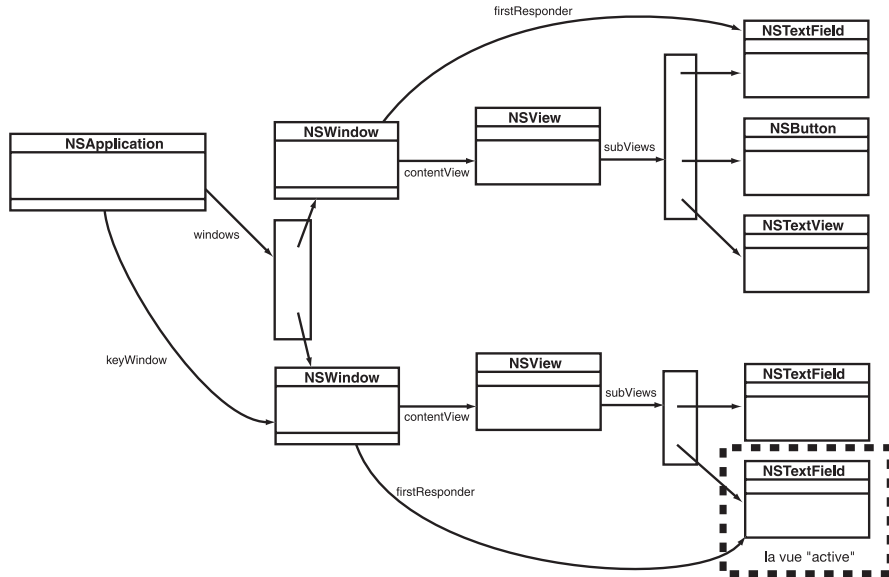 firstResponder
NSTextField
NSWindow
NSView
NSButton
NSApplication
subViews
contentView
NSTextView
windows
keyWindow
NSWindow
NSView
NSTextField
subViews
contentView
NSTextField
firstResponder
la vue "active"